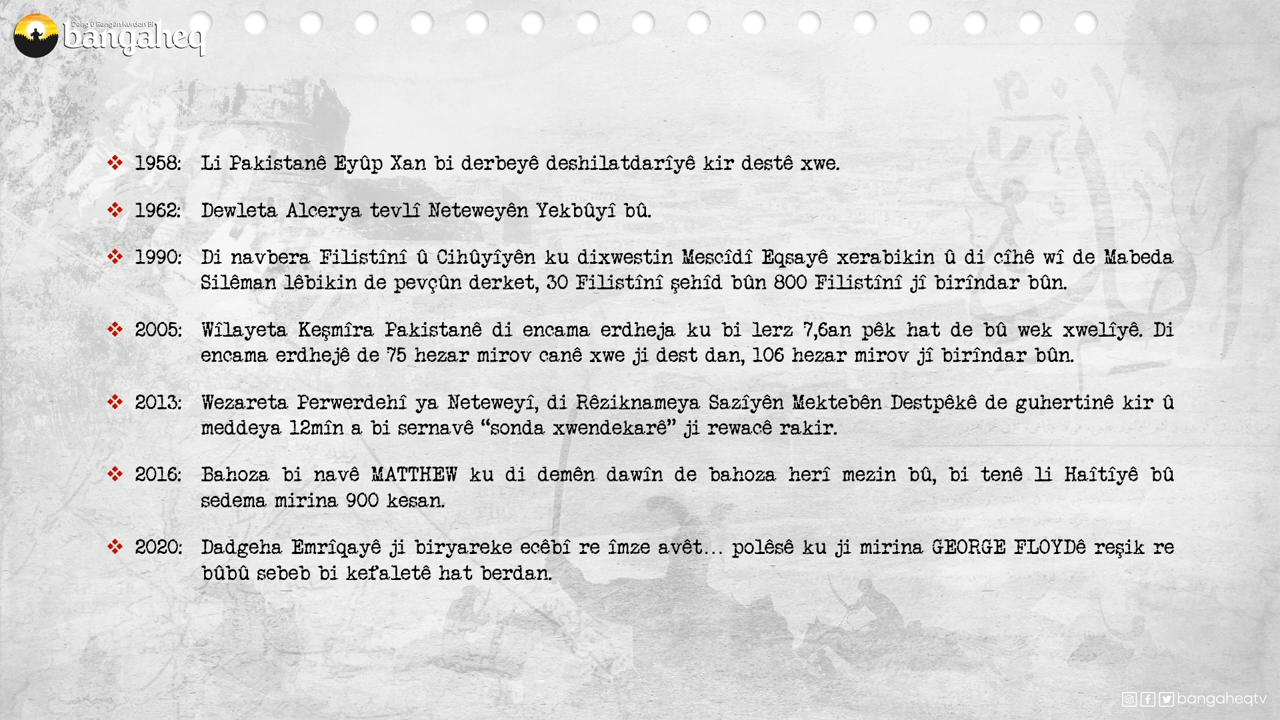 Deng û Rengên Kurdan Bi
bangaheq
❖ 1958: Li Pakistanê Eyûp Xan bi derbeyê deshilatdarîyê kir destê xwe.
❖ 1962: Dewleta Alcerya tevlî Neteweyên Yekbûyî bû.
❖ 1990: Di navbera Filistînî û Cihûyîyên ku dixwestin Mescîdî Eqsayê xerabikin û di cîhê wî de Mabeda
Silêman lêbikin de pevçûn derket, 30 Filistînî şehîd bûn 800 Filistînî jî birîndar bûn.
❖ 2005: Wîlayeta Keşmîra Pakistanê di encama erdheja ku bi lerz 7,6an pêk hat de bû wek xwelîyê. Di
encama erdhejê de 75 hezar mirov canê xwe ji dest dan, 106 hezar mirov jî birîndar bûn.
❖ 2013: Wezareta Perwerdehî ya Neteweyî, di Rêziknameya Sazîyên Mektebên Destpêkê de guhertinê kir û
meddeya 12mîn a bi sernavê “sonda xwendekarê” ji rewacê rakir.
❖ 2016: Bahoza bi navê MATTHEW ku di demên dawîn de bahoza herî mezin bû, bi tenê li Haîtîyê bû
sedema mirina 900 kesan.
❖ 2020: Dadgeha Emrîqayê ji biryareke ecêbî re îmze avêt... polêsê ku ji mirina GEORGE FLOYDê reşik re
bûbû sebeb bi kefaletê hat berdan.
bangaheqtv